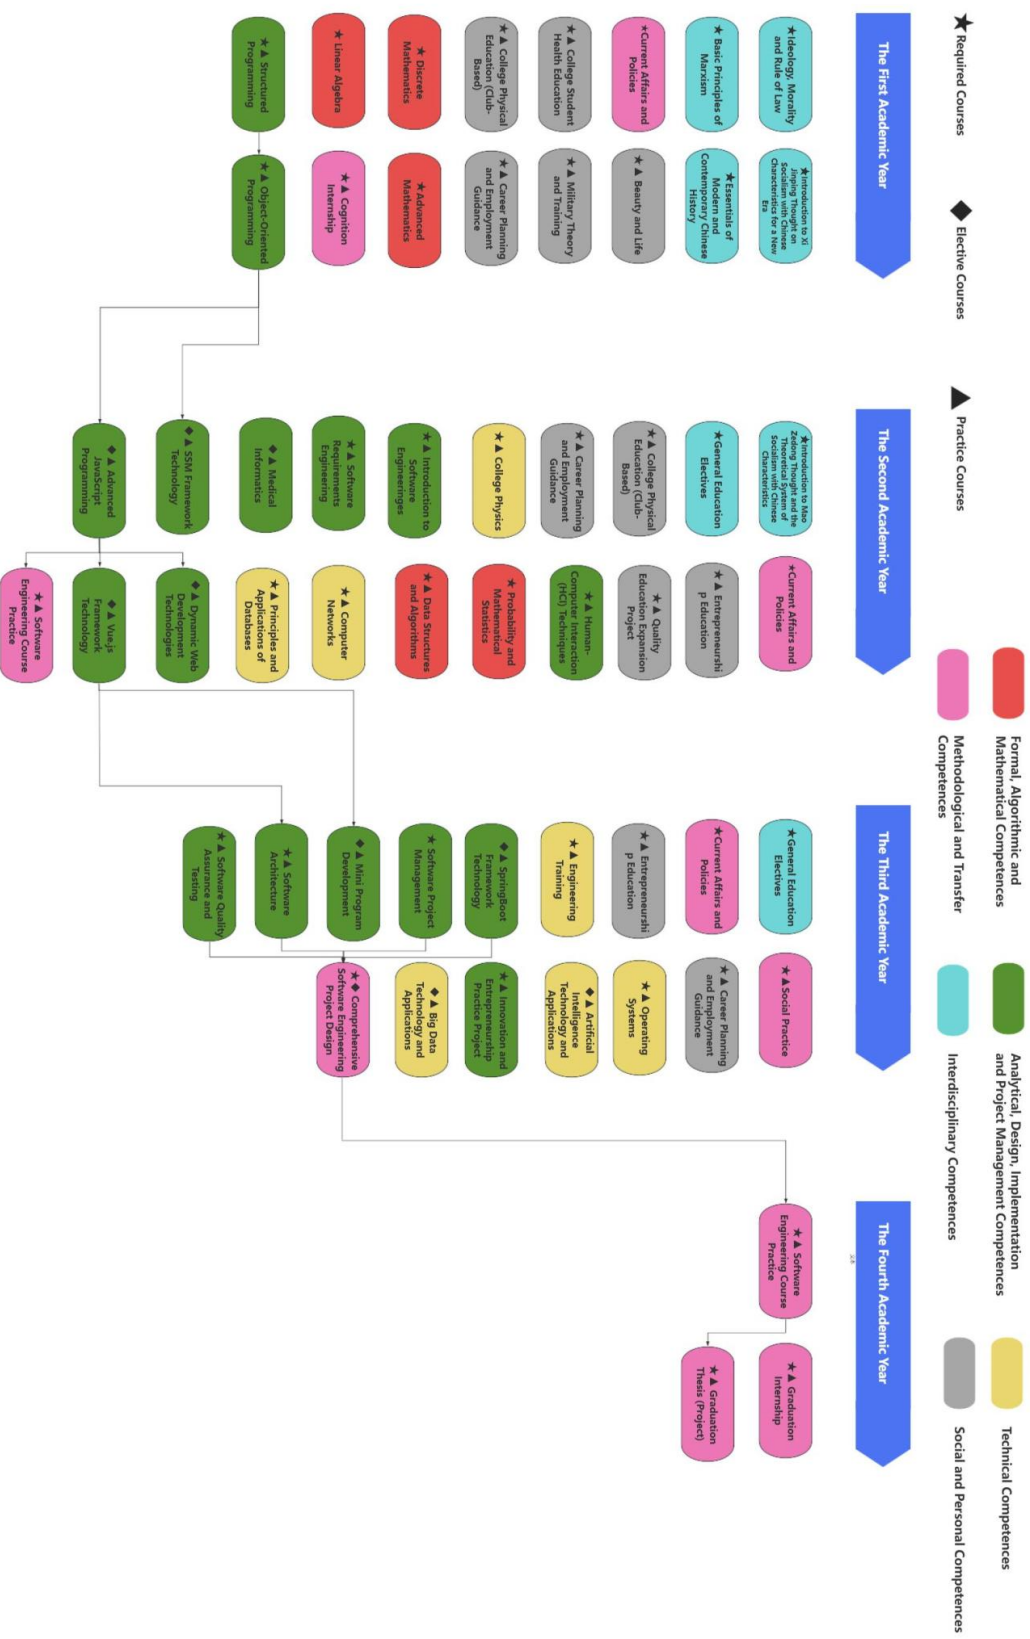 ★ Required Courses
◆ Elective Courses
▲ Practice Courses
Formal, Algorithmic and
Mathematical Competences
Analytical, Design, Implementation
and Project Management Competences
Technical Competences
Methodological and Transfer
Competences
Interdisciplinary Competences
Social and Personal Competences
The First Academic Year
The Second Academic Year
The Third Academic Year
The Fourth Academic Year
★Ideology, Morality
and Rule of Law
★ Basic Principles of
Marxism
★Current Affairs and
Policies
★▲ College Student
Health Education
★▲ College Physical
Education (Club-
Based)
★ Discrete
Mathematics
★ Linear Algebra
★▲ Structured
Programming
★Introduction to Xi
Jinping Thought on
Socialism with Chinese
Characteristics for a New
Era
★Essentials of
Modern and
Contemporary Chinese
History
★▲ Beauty and Life
★▲ Military Theory
and Training
★▲ Career Planning
and Employment
Guidance
★Advanced
Mathematics
★▲ Cognition
Internship
★▲ Object-Oriented
Programming
★Introduction to Mao
Zedong Thought and the
Theoretical System of
Socialism with Chinese
Characteristics
★General Education
Electives
★▲ College Physical
Education (Club-
Based)
★▲ Career Planning
and Employment
Guidance
★▲ College Physics
★▲ Introduction to
Software
Engineeringes
★▲ Software
Requirements
Engineering
◆▲ Medical
Informatics
◆▲ SSM Framework
Technology
◆▲ Advanced
JavaScript
Programming
★Current Affairs and
Policies
★▲ Entrepreneurshi
p Education
★▲ Quality
Education Expansion
Project
★▲ Human-
Computer Interaction
(HCI) Techniques
★ Probability and
Mathematical
Statistics
★▲ Data Structures
and Algorithms
★▲ Computer
Networks
★▲ Principles and
Applications of
Databases
◆▲ Dynamic Web
Development
Technologies
◆▲ Vue.js
Framework
Technology
★▲ Software
Engineering Course
Practice
★General Education
Electives
★Current Affairs and
Policies
★▲ Entrepreneurshi
p Education
★▲ Engineering
Training
◆▲ SpringBoot
Framework
Technology
★ Software Project
Management
◆▲ Mini Program
Development
★▲ Software
Architecture
★▲ Software Quality
Assurance and
Testing
★▲Social Practice
★▲ Career Planning
and Employment
Guidance
★▲ Operating
Systems
◆▲ Artificial
Intelligence
Technology and
Applications
★▲ Innovation and
Entrepreneurship
Practice Project
◆▲ Big Data
Technology and
Applications
★◆ Comprehensive
Software Engineering
Project Design
★▲ Software
Engineering Course
Practice
★▲ Graduation
Internship
★▲ Graduation
Thesis (Project)